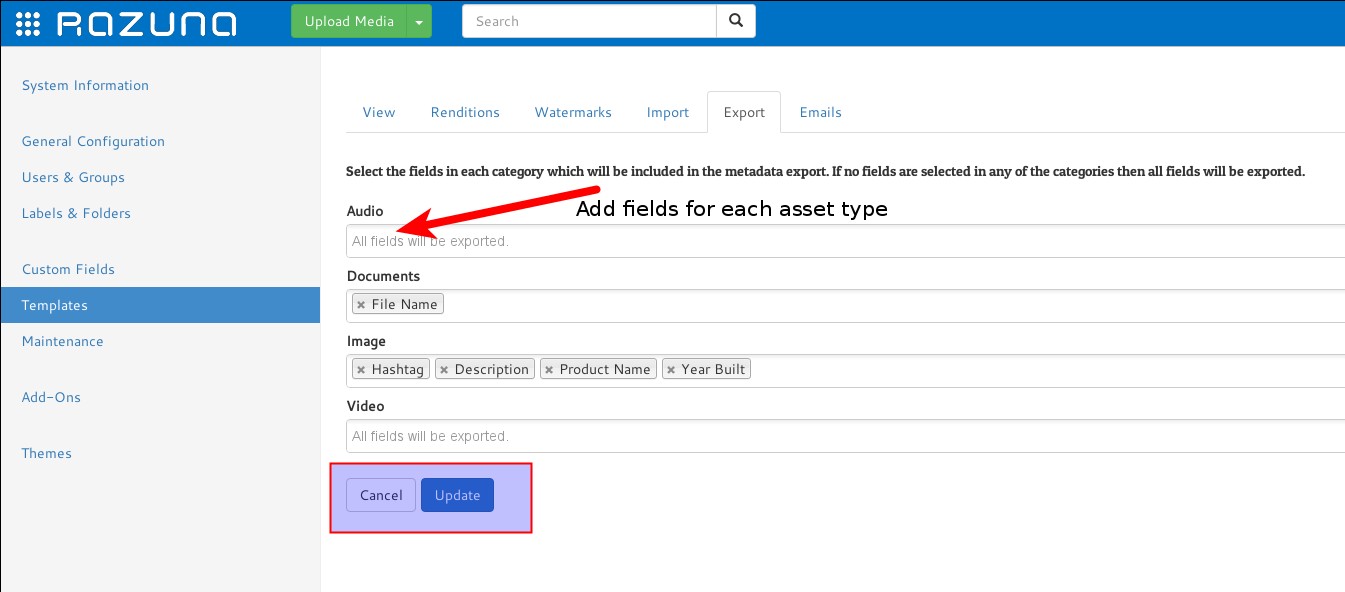 RAZUNA
Upload Media
Search
System Information
General Configuration
Users & Groups
Labels & Folders
Custom Fields
Templates
Maintenance
Add-Ons
Themes
View Renditions Watermarks Import Export Emails
Select the fields in each category which will be included in the metadata export. If no fields are selected in any of the categories then all fields will be exported.
Add fields for each asset type
Audio
All fields will be exported.
Documents
× File Name
Image
× Hashtag × Description × Product Name × Year Built
Video
All fields will be exported.
Cancel Update